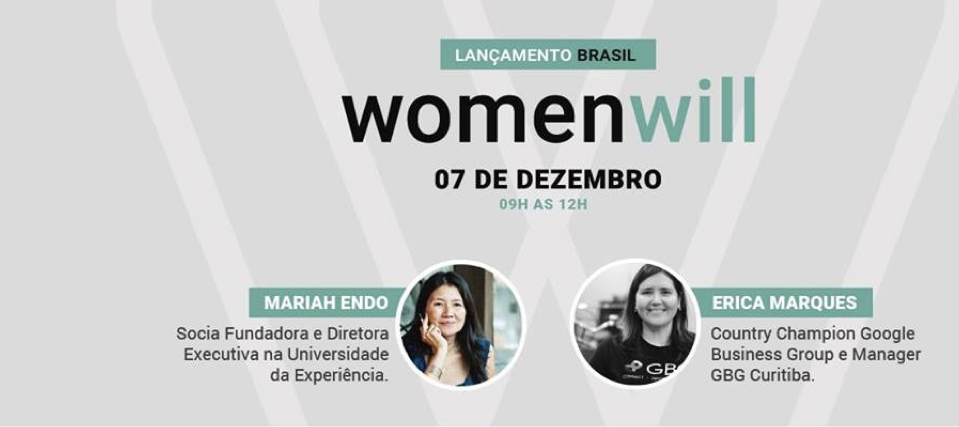 LANÇAMENTO BRASIL
womenwill
07 DE DEZEMBRO
09H AS 12H
MARIAH ENDO
Socia Fundadora e Diretora
Executiva na Universidade
da Experiência.
ERICA MARQUES
Country Champion Google
Business Group e Manager
GBG Curitiba.
GB